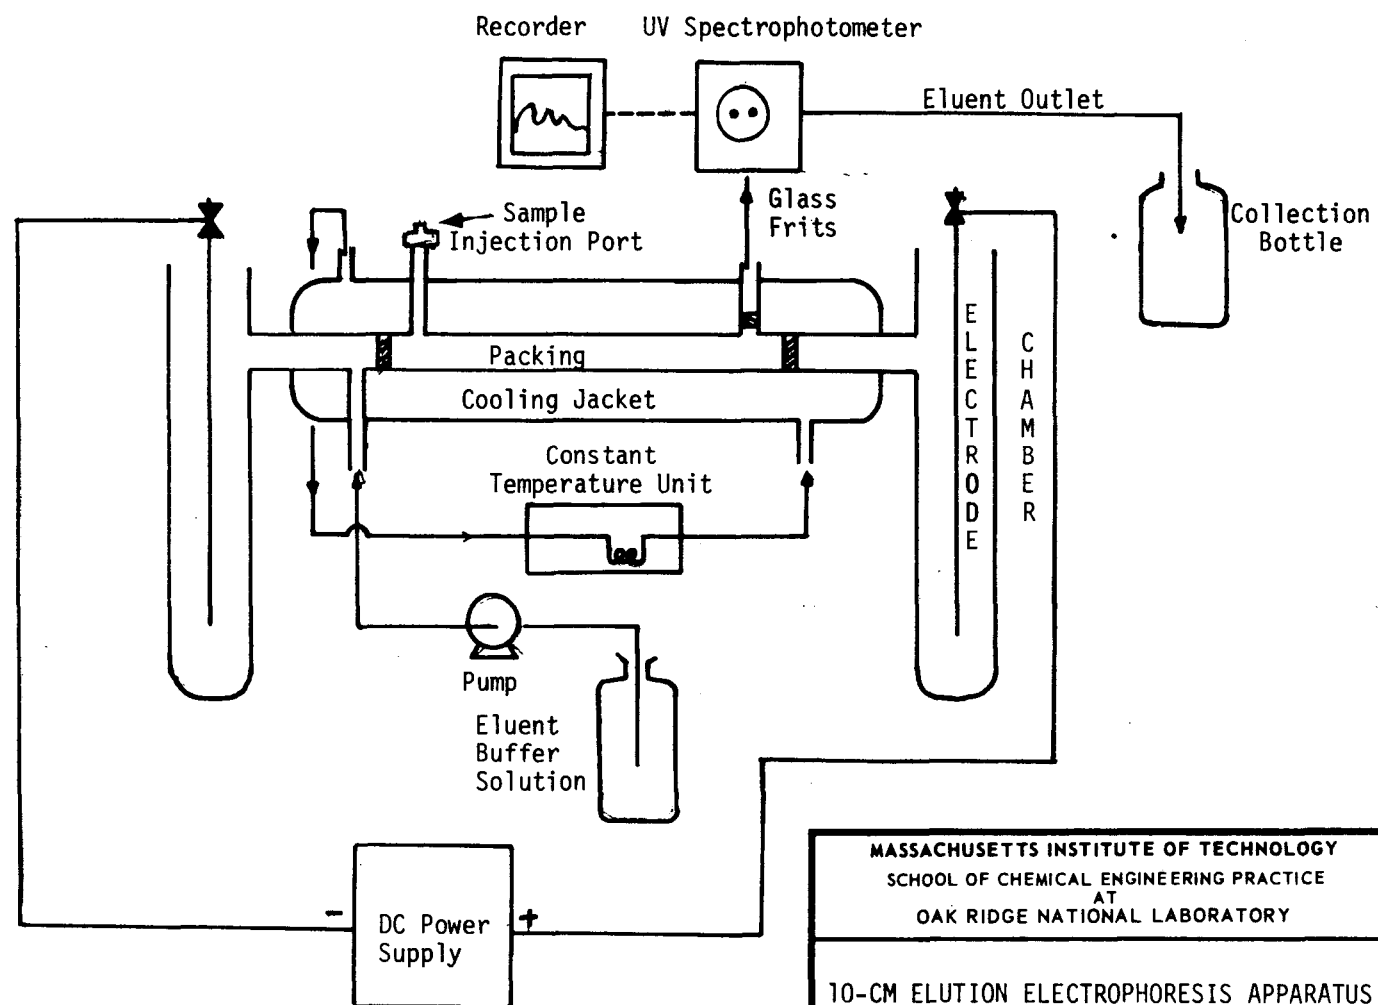 Recorder
UV Spectrophotometer
Eluent Outlet
Sample
Injection Port
Glass
Frits
Collection
Bottle
Packing
Cooling Jacket
ELECTRODE
CHAMBER
Constant
Temperature Unit
Pump
Eluent
Buffer
Solution
-
+
DC Power
Supply
MASSACHUSETTS INSTITUTE OF TECHNOLOGY
SCHOOL OF CHEMICAL ENGINEERING PRACTICE
AT
OAK RIDGE NATIONAL LABORATORY
10-CM ELUTION ELECTROPHORESIS APPARATUS